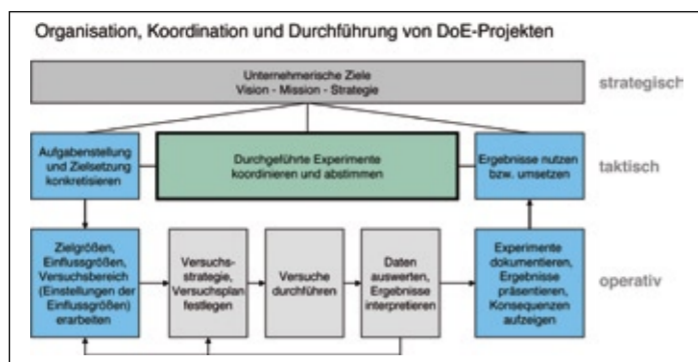 Organisation, Koordination und Durchführung von DoE-Projekten
Unternehmerische Ziele
Vision - Mission - Strategie
strategisch
Aufgabenstellung
und Zielsetzung
konkretisieren
Durchgeführte Experimente
koordinieren und abstimmen
Ergebnisse nutzen
bzw. umsetzen
taktisch
Zielgrößen,
Einflussgrößen,
Versuchsbereich
(Einstellungen der
Einflussgrößen)
erarbeiten
Versuchs-
strategie,
Versuchsplan
festlegen
Versuche
durchführen
Daten
auswerten,
Ergebnisse
interpretieren
Experimente
dokumentieren,
Ergebnisse
präsentieren,
Konsequenzen
aufzeigen
operativ